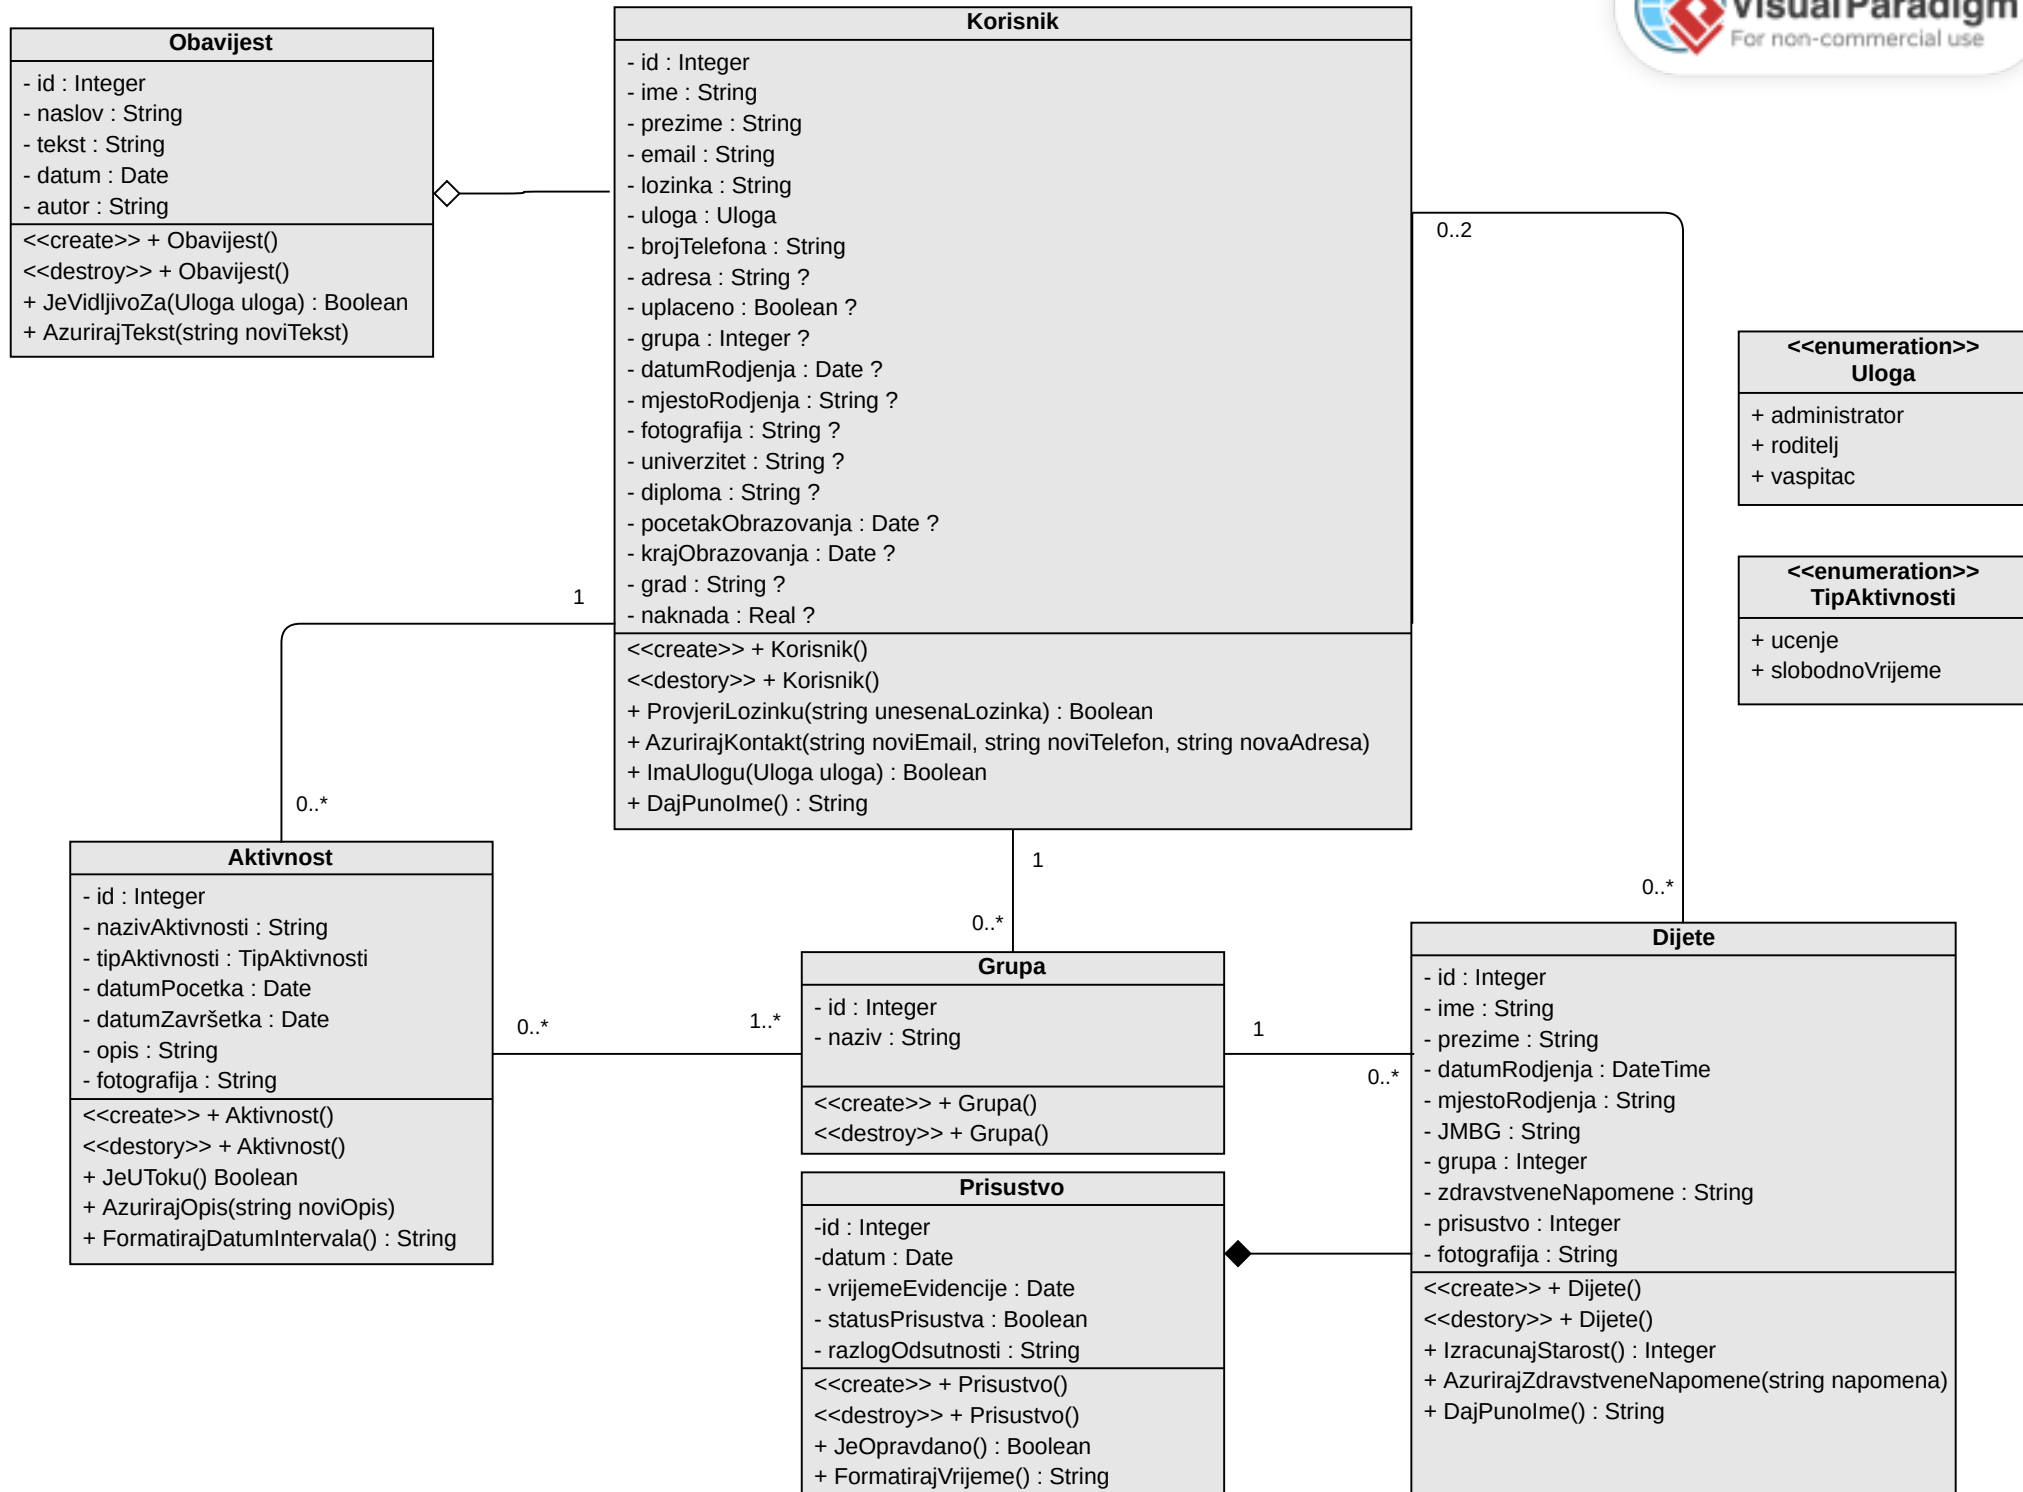 VisualParadigm
For non-commercial use
Obavijest
- id : Integer
- naslov : String
- tekst : String
- datum : Date
- autor : String
<<create>> + Obavijest()
<<destroy>> + Obavijest()
+ JeVidljivoZa(Uloga uloga) : Boolean
+ AzurirajTekst(string noviTekst)
Korisnik
- id : Integer
- ime : String
- prezime : String
- email : String
- lozinka : String
- uloga : Uloga
- brojTelefona : String
- adresa : String ?
- uplaceno : Boolean ?
- grupa : Integer ?
- datumRodjenja : Date ?
- mjestoRodjenja : String ?
- fotografija : String ?
- univerzitet : String ?
- diploma : String ?
- pocetakObrazovanja : Date ?
- krajObrazovanja : Date ?
- grad : String ?
- naknada : Real ?
<<create>> + Korisnik()
<<destory>> + Korisnik()
+ ProvjeriLozinku(string unesenaLozinka) : Boolean
+ AzurirajKontakt(string noviEmail, string noviTelefon, string novaAdresa)
+ ImaUlogu(Uloga uloga) : Boolean
+ DajPunoIme() : String
0..2
<<enumeration>>
Uloga
+ administrator
+ roditelj
+ vaspitac
<<enumeration>>
TipAktivnosti
+ ucenje
+ slobodnoVrijeme
1
0..*
1
0..*
0..*
Aktivnost
- id : Integer
- nazivAktivnosti : String
- tipAktivnosti : TipAktivnosti
- datumPocetka : Date
- datumZavršetka : Date
- opis : String
- fotografija : String
<<create>> + Aktivnost()
<<destory>> + Aktivnost()
+ JeUToku() Boolean
+ AzurirajOpis(string noviOpis)
+ FormatirajDatumIntervala() : String
0..*
1..*
Grupa
- id : Integer
- naziv : String
<<create>> + Grupa()
<<destroy>> + Grupa()
1
0..*
Dijete
- id : Integer
- ime : String
- prezime : String
- datumRodjenja : DateTime
- mjestoRodjenja : String
- JMBG : String
- grupa : Integer
- zdravstveneNapomene : String
- prisustvo : Integer
- fotografija : String
<<create>> + Dijete()
<<destory>> + Dijete()
+ IzracunajStarost() : Integer
+ AzurirajZdravstveneNapomene(string napomena)
+ DajPunoIme() : String
Prisustvo
-id : Integer
-datum : Date
- vrijemeEvidencije : Date
- statusPrisustva : Boolean
- razlogOdsutnosti : String
<<create>> + Prisustvo()
<<destroy>> + Prisustvo()
+ JeOpravdano() : Boolean
+ FormatirajVrijeme() : String